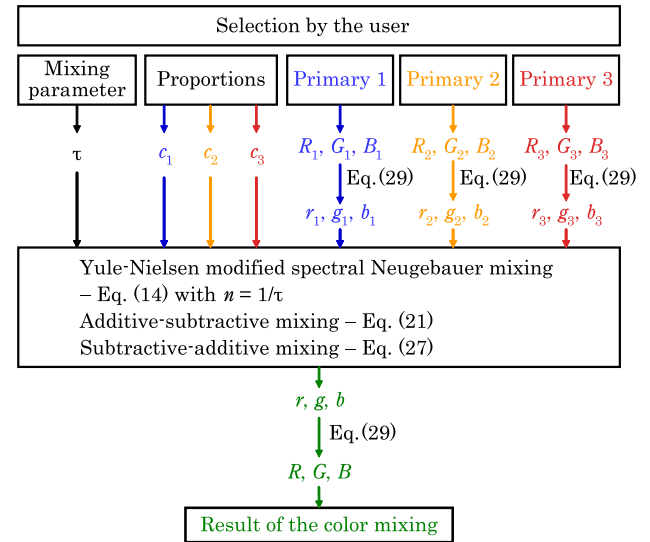 Selection by the user
Mixing parameter
Proportions
Primary 1
Primary 2
Primary 3
τ
c₁ c₂ c₃
R₁, G₁, B₁
R₂, G₂, B₂
R₃, G₃, B₃
Eq.(29)
Eq.(29)
Eq.(29)
r₁, g₁, b₁
r₂, g₂, b₂
r₃, g₃, b₃
Yule-Nielsen modified spectral Neugebauer mixing
– Eq. (14) with n = 1/τ
Additive-subtractive mixing – Eq. (21)
Subtractive-additive mixing – Eq. (27)
r, g, b
Eq.(29)
R, G, B
Result of the color mixing